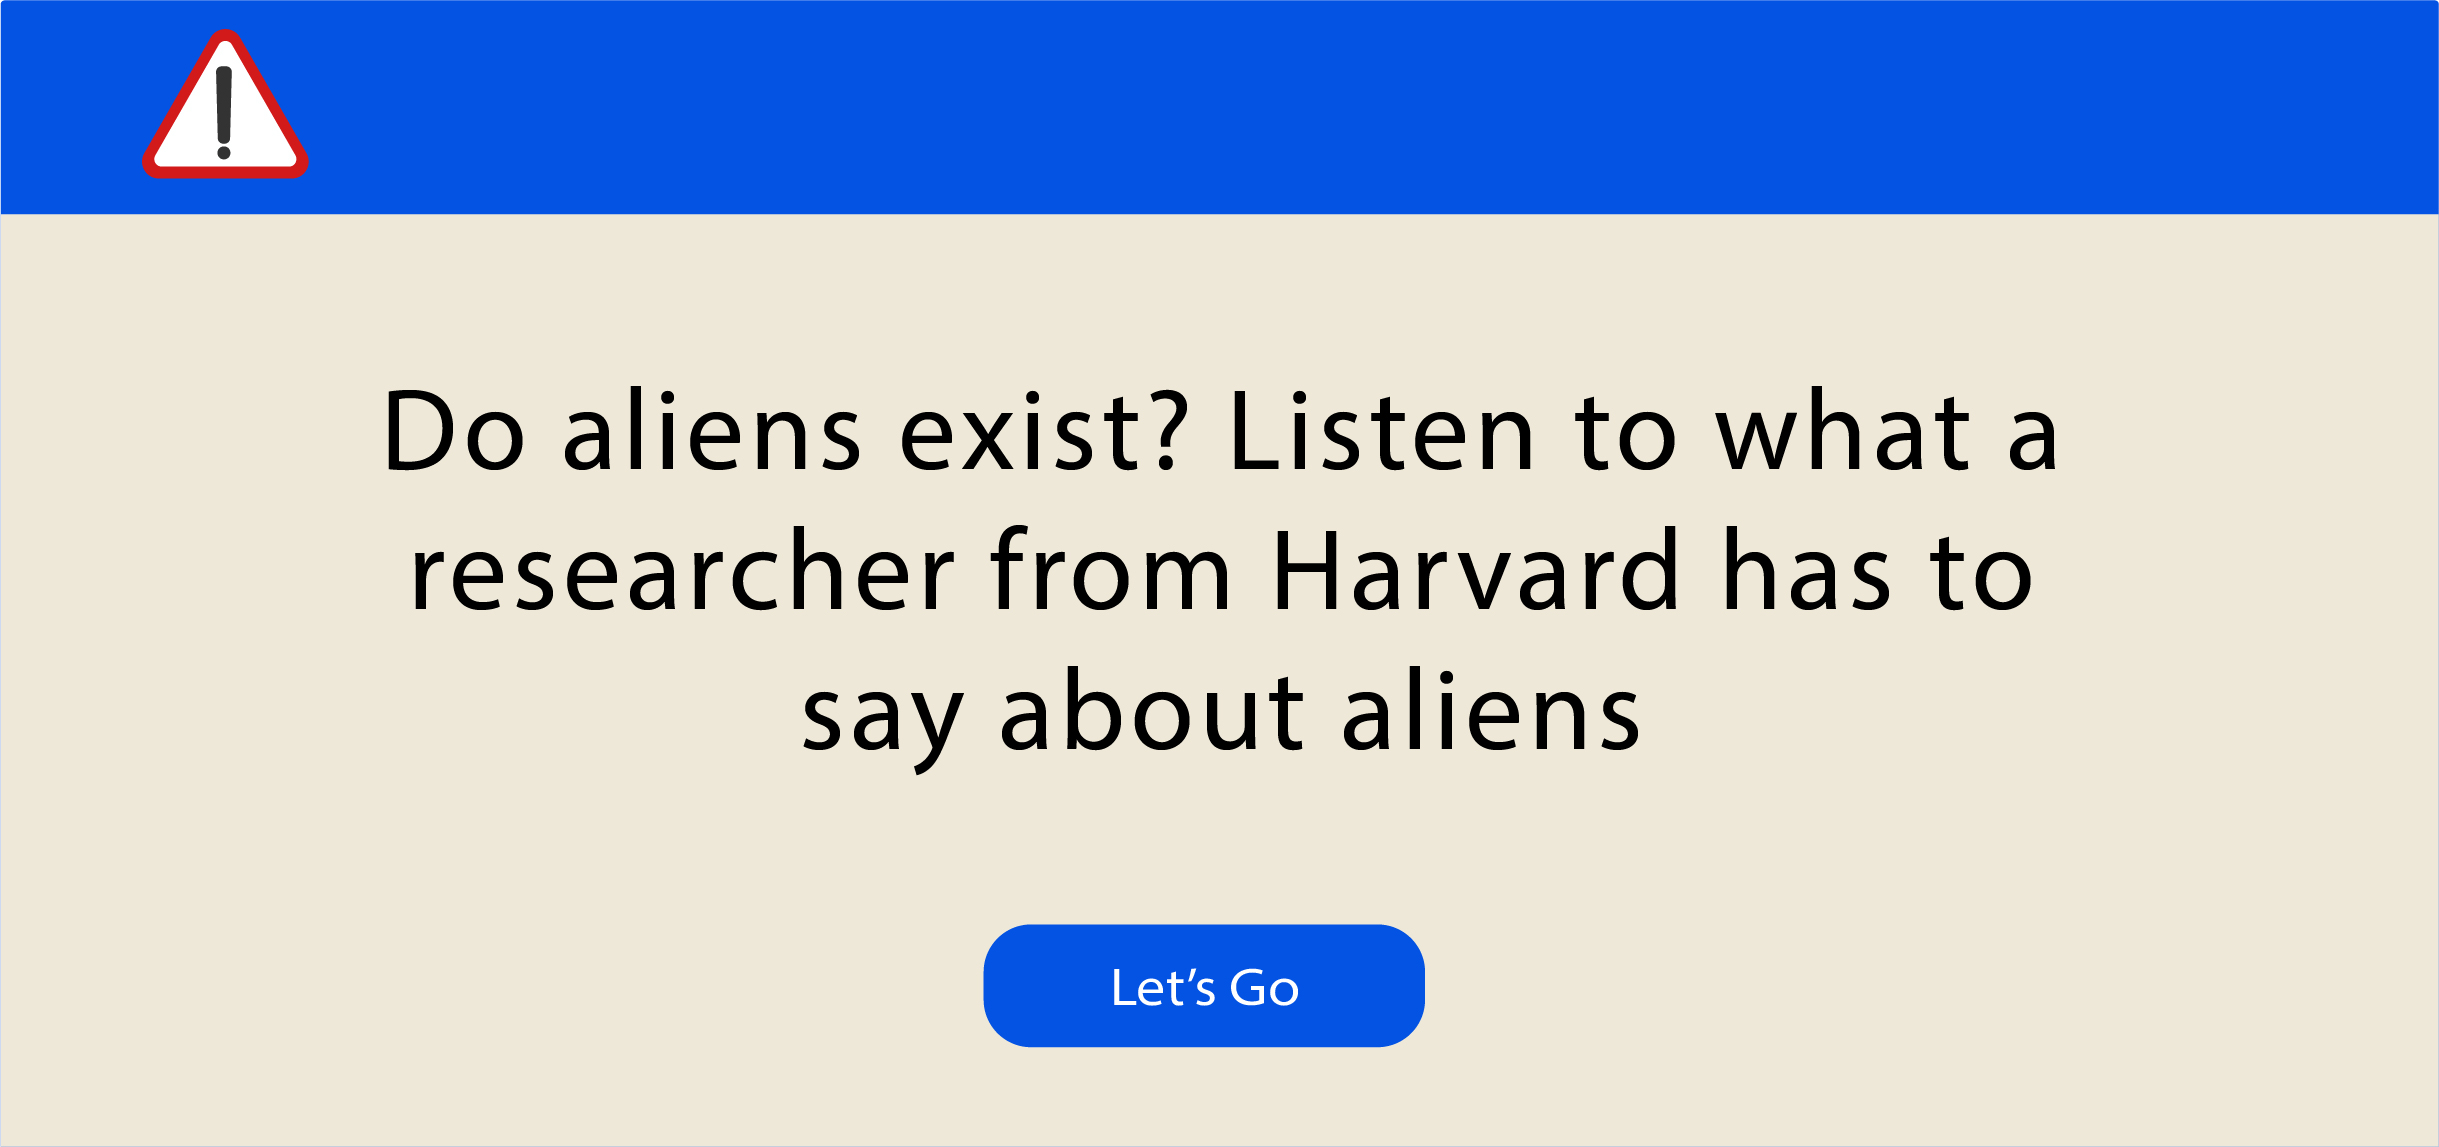 Do aliens exist? Listen to what a
researcher from Harvard has to
say about aliens
Let’s Go